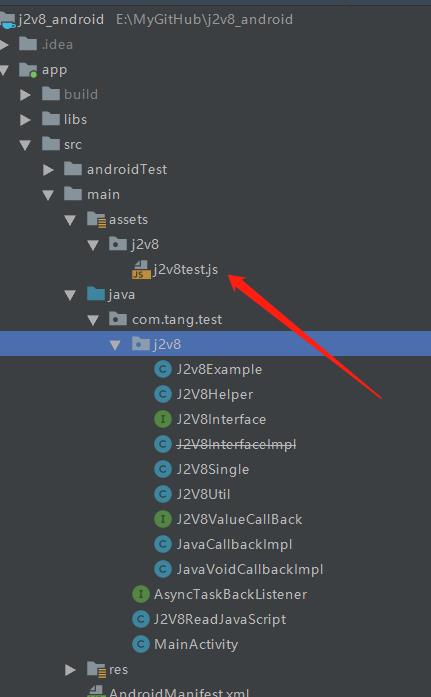 j2v8_android E:\MyGitHub\j2v8_android
.idea
app
build
libs
src
androidTest
main
assets
j2v8
JS j2v8test.js
java
com.tang.test
j2v8
C J2v8Example
C J2V8Helper
I J2V8Interface
C J2V8InterfaceImpl
C J2V8Single
C J2V8Util
I J2V8ValueCallBack
C JavaCallbackImpl
C JavaVoidCallbackImpl
I AsyncTaskBackListener
C J2V8ReadJavaScript
C MainActivity
res
AndroidManifest.xml